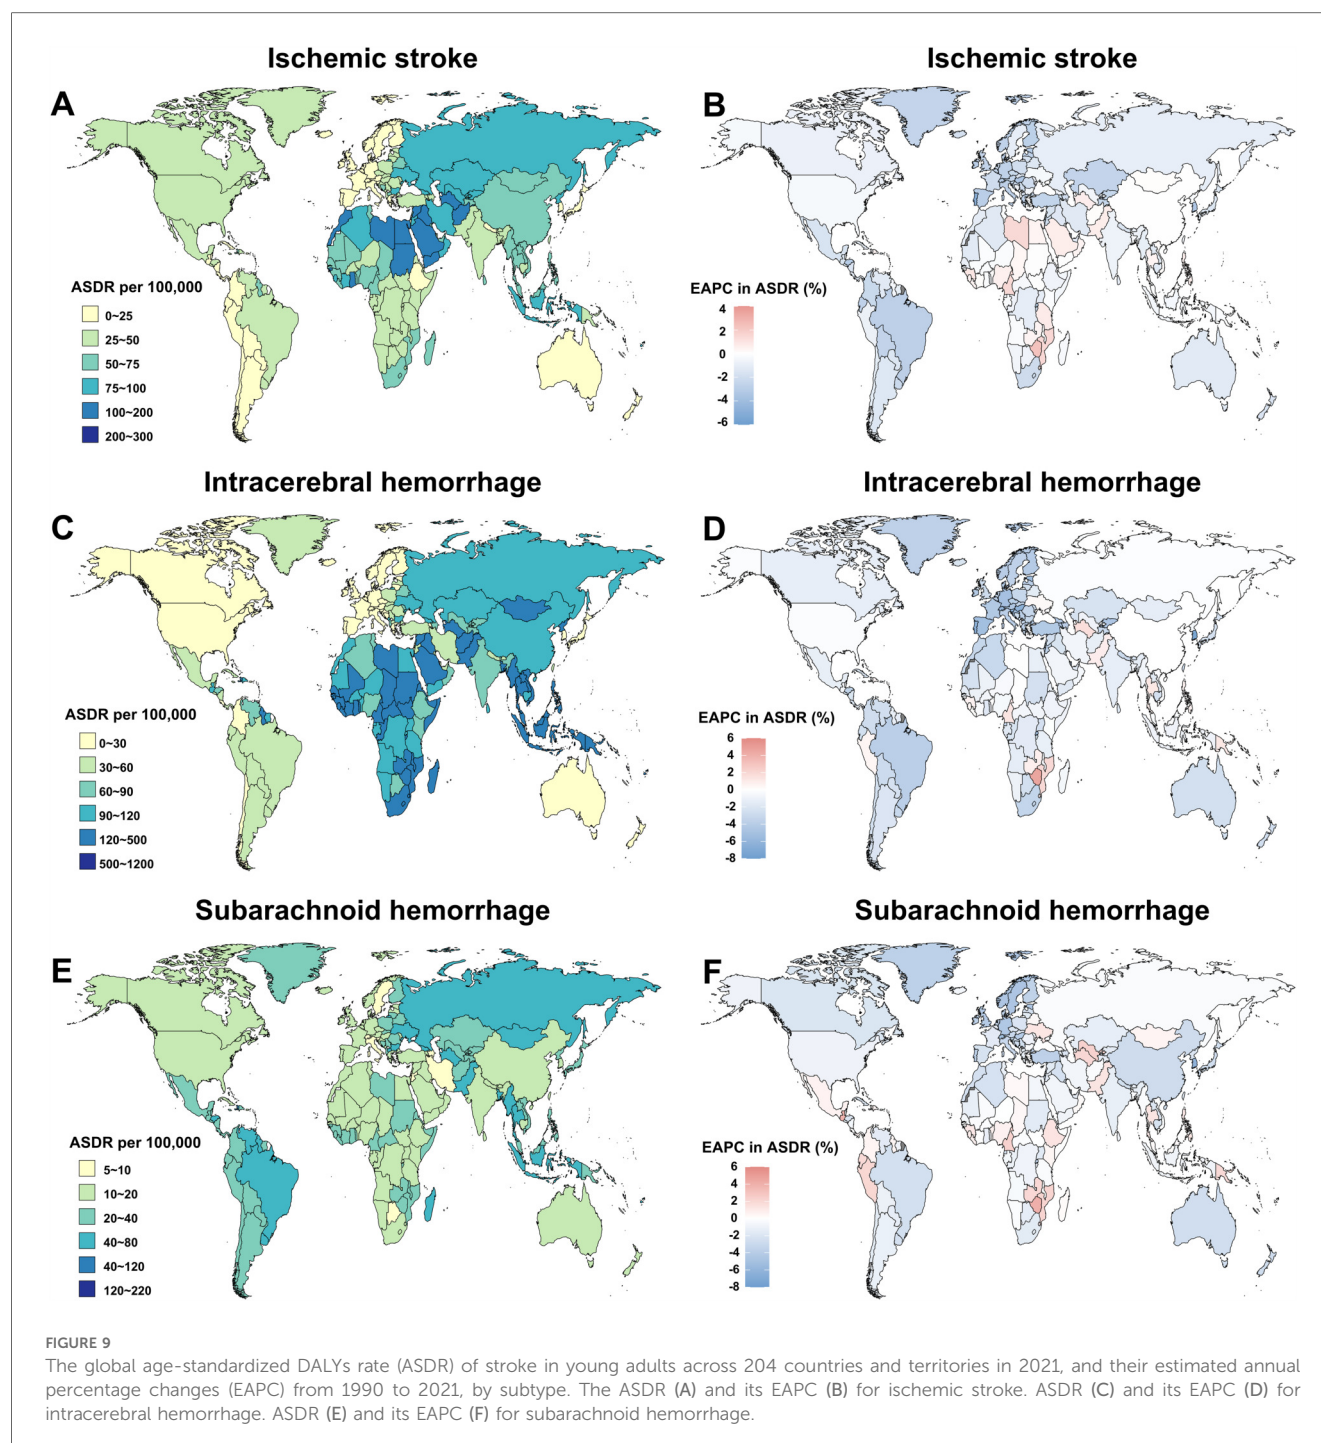 Ischemic stroke
A
ASDR per 100,000
0~25
25~50
50~75
75~100
100~200
200~300
Ischemic stroke
B
EAPC in ASDR (%)
4
2
0
-2
-4
-6
Intracerebral hemorrhage
C
ASDR per 100,000
0~30
30~60
60~90
90~120
120~500
500~1200
Intracerebral hemorrhage
D
EAPC in ASDR (%)
6
4
2
0
-2
-4
-6
-8
Subarachnoid hemorrhage
E
ASDR per 100,000
5~10
10~20
20~40
40~80
40~120
120~220
Subarachnoid hemorrhage
F
EAPC in ASDR (%)
6
4
2
0
-2
-4
-6
-8
FIGURE 9
The global age-standardized DALYs rate (ASDR) of stroke in young adults across 204 countries and territories in 2021, and their estimated annual
percentage changes (EAPC) from 1990 to 2021, by subtype. The ASDR (A) and its EAPC (B) for ischemic stroke. ASDR (C) and its EAPC (D) for
intracerebral hemorrhage. ASDR (E) and its EAPC (F) for subarachnoid hemorrhage.